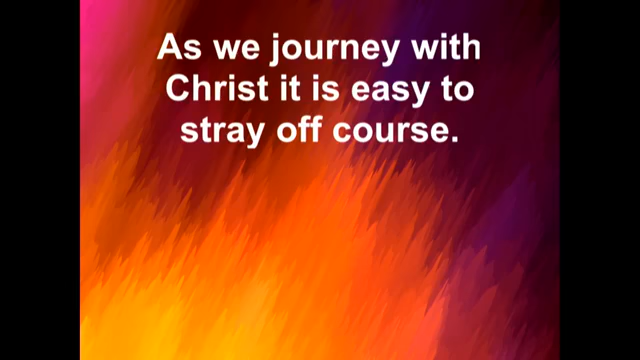 As we journey with
Christ it is easy to
stray off course.